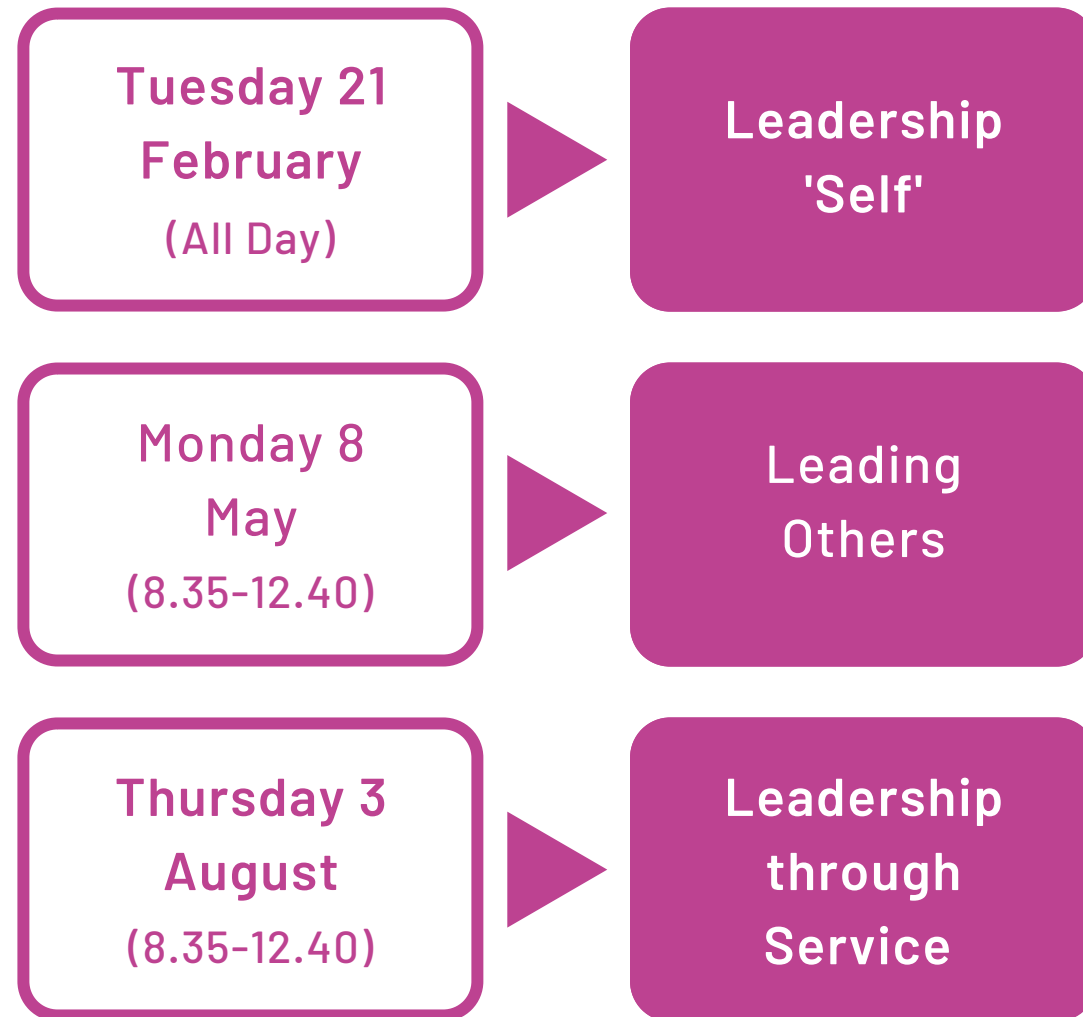 Tuesday 21
February
(All Day)
Leadership
'Self'
Monday 8
May
(8.35-12.40)
Leading
Others
Thursday 3
August
(8.35-12.40)
Leadership
through
Service